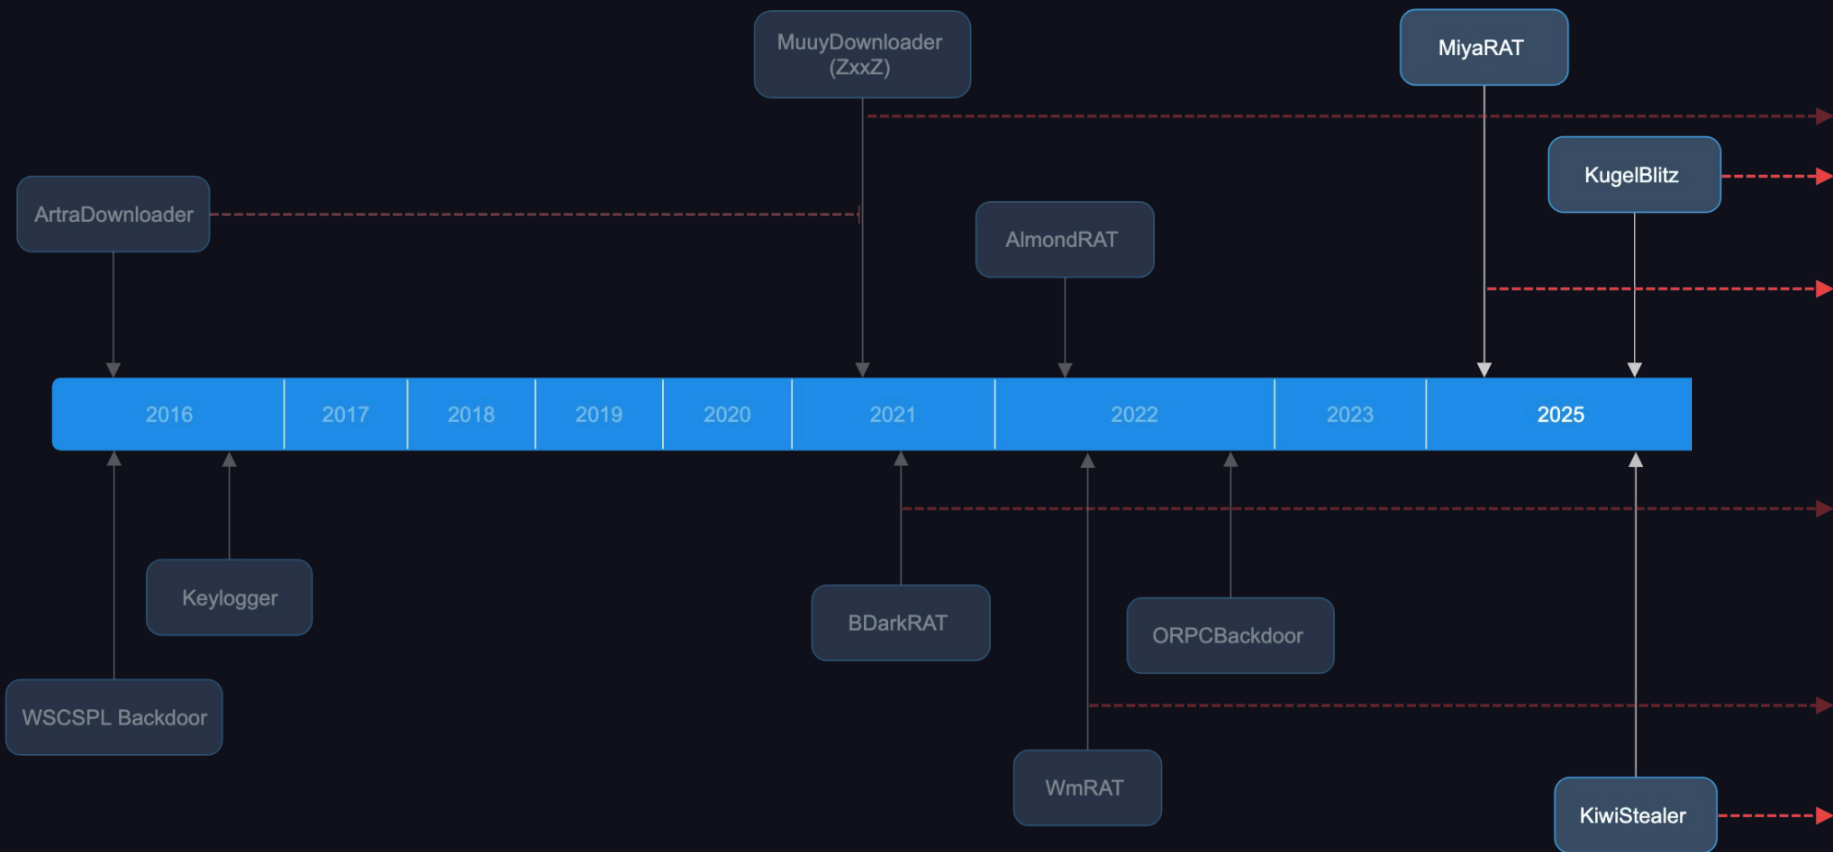 MuuyDownloader
(ZxxZ)
MiyaRAT
KugelBlitz
ArtraDownloader
AlmondRAT
2016
2017
2018
2019
2020
2021
2022
2023
2025
Keylogger
BDarkRAT
ORPCBackdoor
WSCSPL Backdoor
WmRAT
KiwiStealer